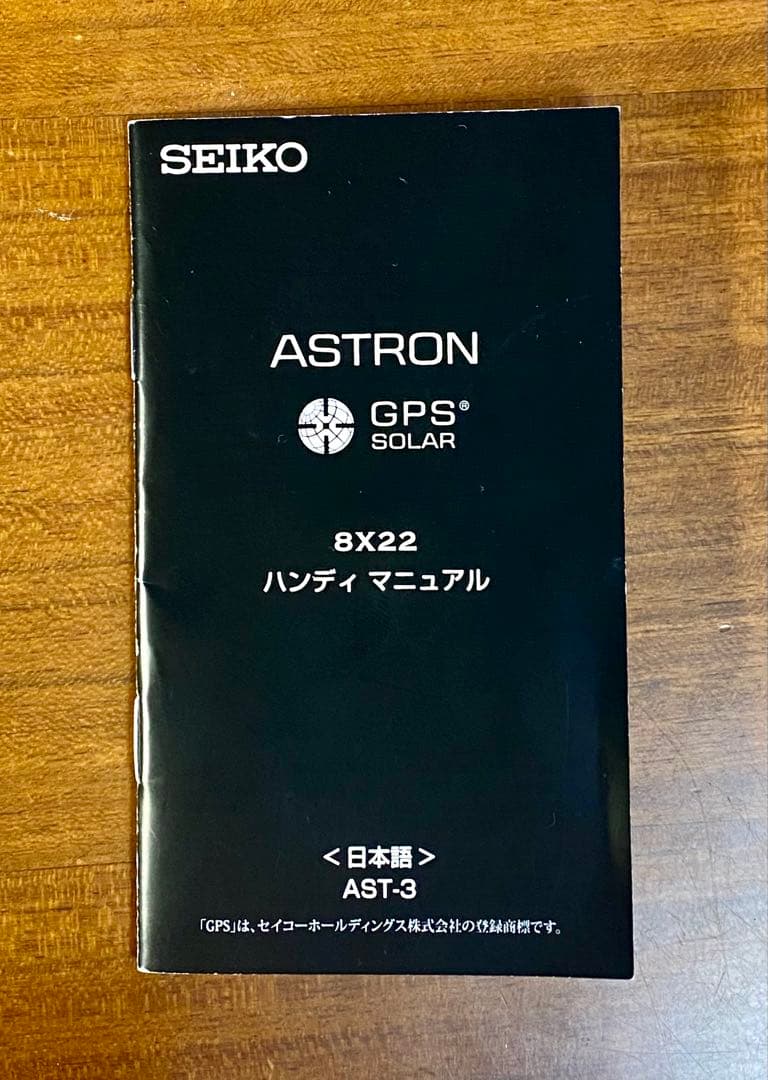 SEIKO
ASTRON
GPS®
SOLAR
8X22
ハンディ マニュアル
<日本語>
AST-3
「GPS」は、セイコーホールディングス株式会社の登録商標です。